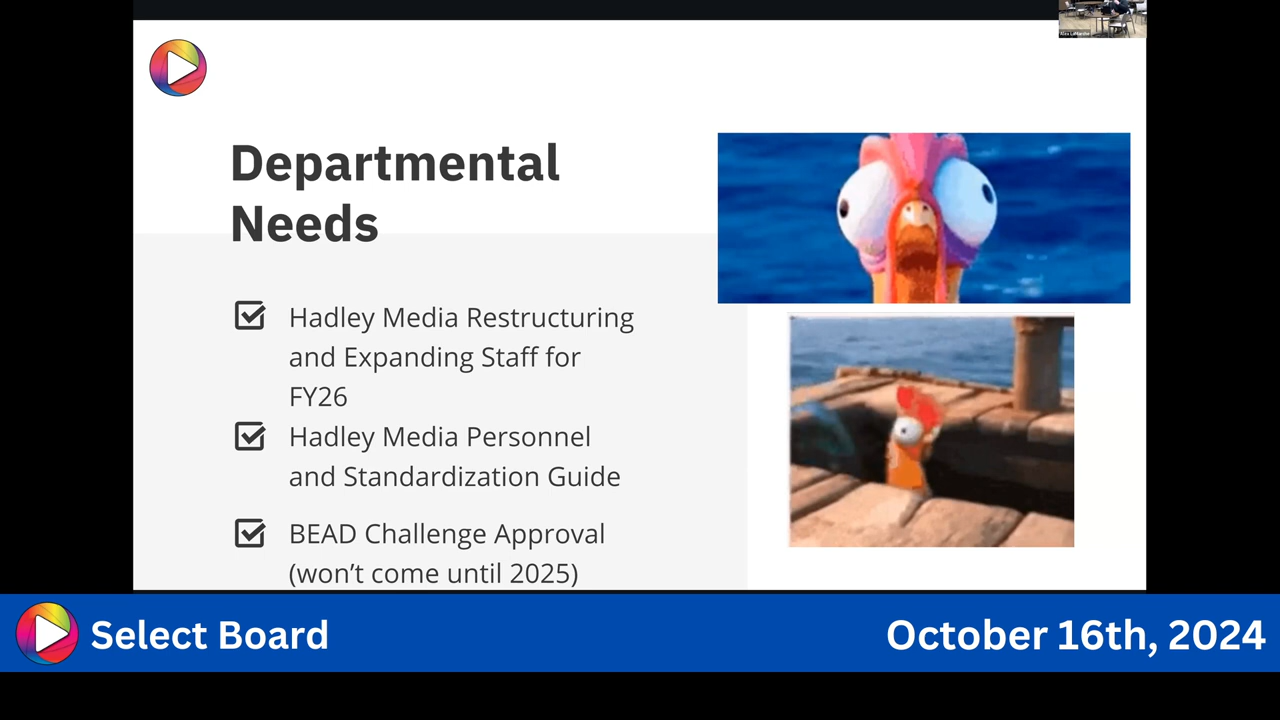 Departmental
Needs
Hadley Media Restructuring
and Expanding Staff for
FY26
Hadley Media Personnel
and Standardization Guide
BEAD Challenge Approval
(won’t come until 2025)
Select Board
October 16th, 2024